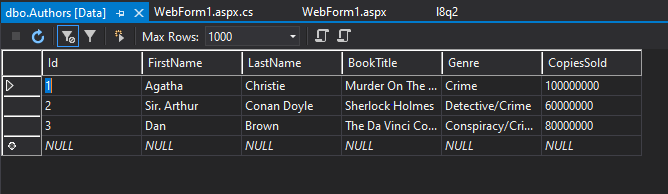 dbo.Authors [Data] WebForm1.aspx.cs WebForm1.aspx l8q2
Max Rows: 1000
Id FirstName LastName BookTitle Genre CopiesSold
1 Agatha Christie Murder On The ... Crime 100000000
2 Sir. Arthur Conan Doyle Sherlock Holmes Detective/Crime 60000000
3 Dan Brown The Da Vinci Co... Conspiracy/Cri... 80000000
NULL NULL NULL NULL NULL NULL